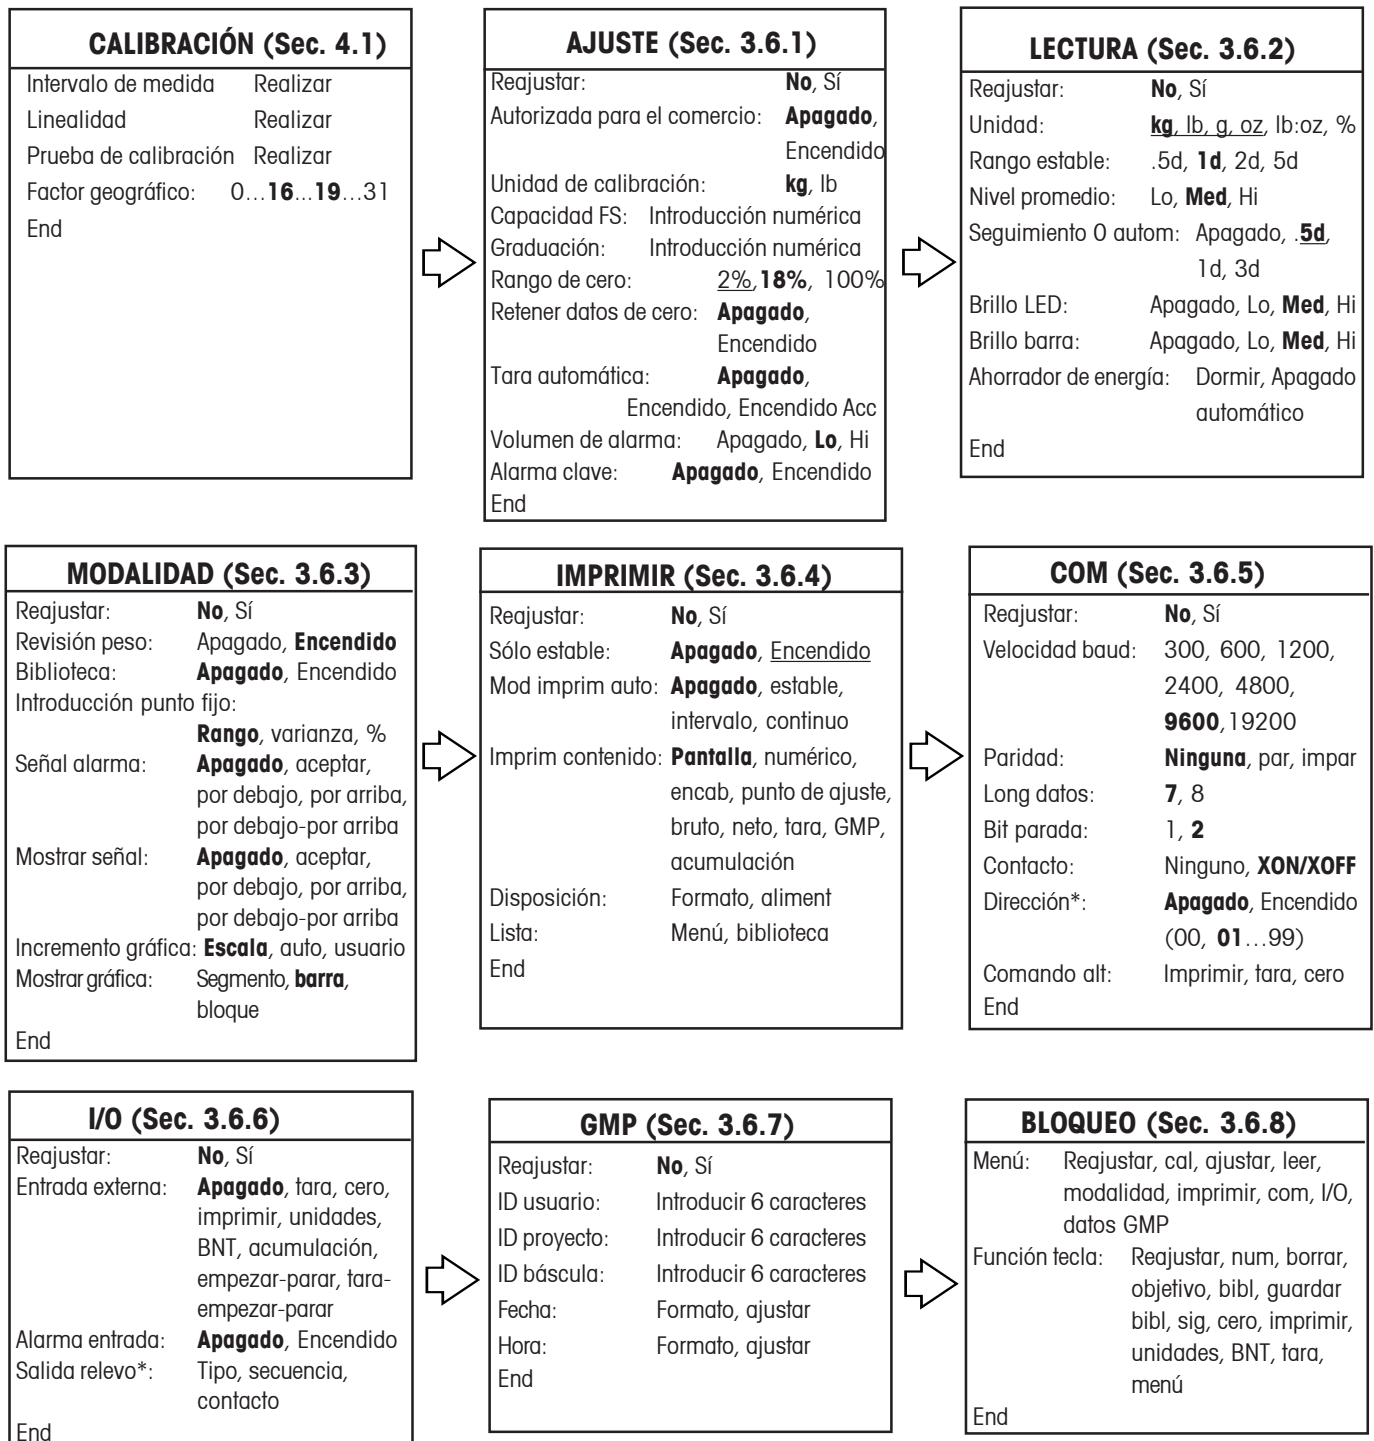 CALIBRACIÓN (Sec. 4.1)
Intervalo de medida Realizar
Linealidad Realizar
Prueba de calibración Realizar
Factor geográfico: 0...16...19...31
End
AJUSTE (Sec. 3.6.1)
Reajustar: No, Sí
Autorizada para el comercio: Apagado,
Encendido
Unidad de calibración: kg, lb
Capacidad FS: Introducción numérica
Graduación: Introducción numérica
Rango de cero: 2%,18%, 100%
Retener datos de cero: Apagado,
Encendido
Tara automática: Apagado,
Encendido, Encendido Acc
Volumen de alarma: Apagado, Lo, Hi
Alarma clave: Apagado, Encendido
End
LECTURA (Sec. 3.6.2)
Reajustar: No, Sí
Unidad: kg, lb, g, oz, lb:oz, %
Rango estable: .5d, 1d, 2d, 5d
Nivel promedio: Lo, Med, Hi
Seguimiento 0 autom: Apagado, .5d,
1d, 3d
Brillo LED: Apagado, Lo, Med, Hi
Brillo barra: Apagado, Lo, Med, Hi
Ahorrador de energía: Dormir, Apagado
automático
End
MODALIDAD (Sec. 3.6.3)
Reajustar: No, Sí
Revisión peso: Apagado, Encendido
Biblioteca: Apagado, Encendido
Introducción punto fijo:
Rango, varianza, %
Señal alarma: Apagado, aceptar,
por debajo, por arriba,
por debajo-por arriba
Mostrar señal: Apagado, aceptar,
por debajo, por arriba,
por debajo-por arriba
Incremento gráfica: Escala, auto, usuario
Mostrar gráfica: Segmento, barra,
bloque
End
IMPRIMIR (Sec. 3.6.4)
Reajustar: No, Sí
Sólo estable: Apagado, Encendido
Mod imprim auto: Apagado, estable,
intervalo, continuo
Imprim contenido: Pantalla, numérico,
encab, punto de ajuste,
bruto, neto, tara, GMP,
acumulación
Disposición: Formato, aliment
Lista: Menú, biblioteca
End
COM (Sec. 3.6.5)
Reajustar: No, Sí
Velocidad baud: 300, 600, 1200,
2400, 4800,
9600,19200
Paridad: Ninguna, par, impar
Long datos: 7, 8
Bit parada: 1, 2
Contacto: Ninguno, XON/XOFF
Dirección*: Apagado, Encendido
(00, 01...99)
Comando alt: Imprimir, tara, cero
End
I/O (Sec. 3.6.6)
Reajustar: No, Sí
Entrada externa: Apagado, tara, cero,
imprimir, unidades,
BNT, acumulación,
empezar-parar, tara-
empezar-parar
Alarma entrada: Apagado, Encendido
Salida relevo*: Tipo, secuencia,
contacto
End
GMP (Sec. 3.6.7)
Reajustar: No, Sí
ID usuario: Introducir 6 caracteres
ID proyecto: Introducir 6 caracteres
ID báscula: Introducir 6 caracteres
Fecha: Formato, ajustar
Hora: Formato, ajustar
End
BLOQUEO (Sec. 3.6.8)
Menú: Reajustar, cal, ajustar, leer,
modalidad, imprimir, com, I/O,
datos GMP
Función tecla: Reajustar, num, borrar,
objetivo, bibl, guardar
bibl, sig, cero, imprimir,
unidades, BNT, tara,
menú
End